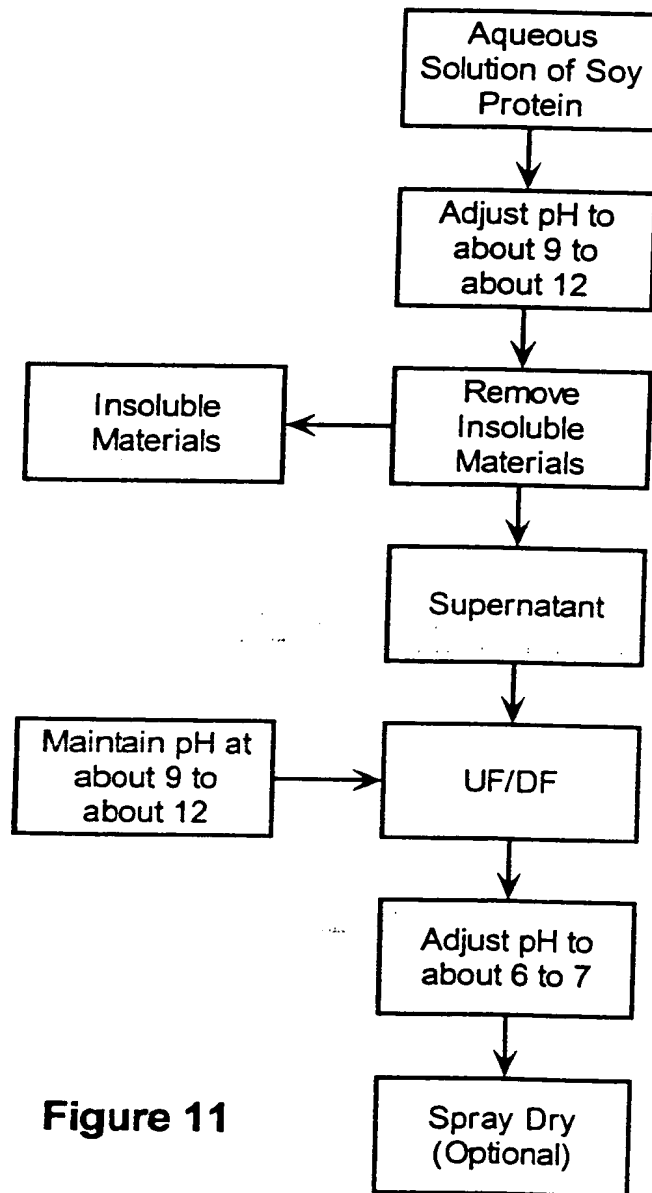 Aqueous
Solution of Soy
Protein
Adjust pH to
about 9 to
about 12
Insoluble
Materials
Remove
Insoluble
Materials
Supernatant
Maintain pH at
about 9 to
about 12
UF/DF
Adjust pH to
about 6 to 7
Figure 11
Spray Dry
(Optional)